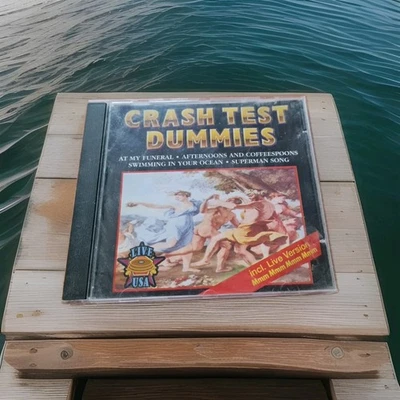 CRASH TEST
DUMMIES
AT MY FUNERAL • AFTERNOONS AND COFFEESPOONS
SWIMMING IN YOUR OCEAN • SUPERMAN SONG
LIVE
USA
incl. Live Version
Mmm Mmm Mmm Mmm